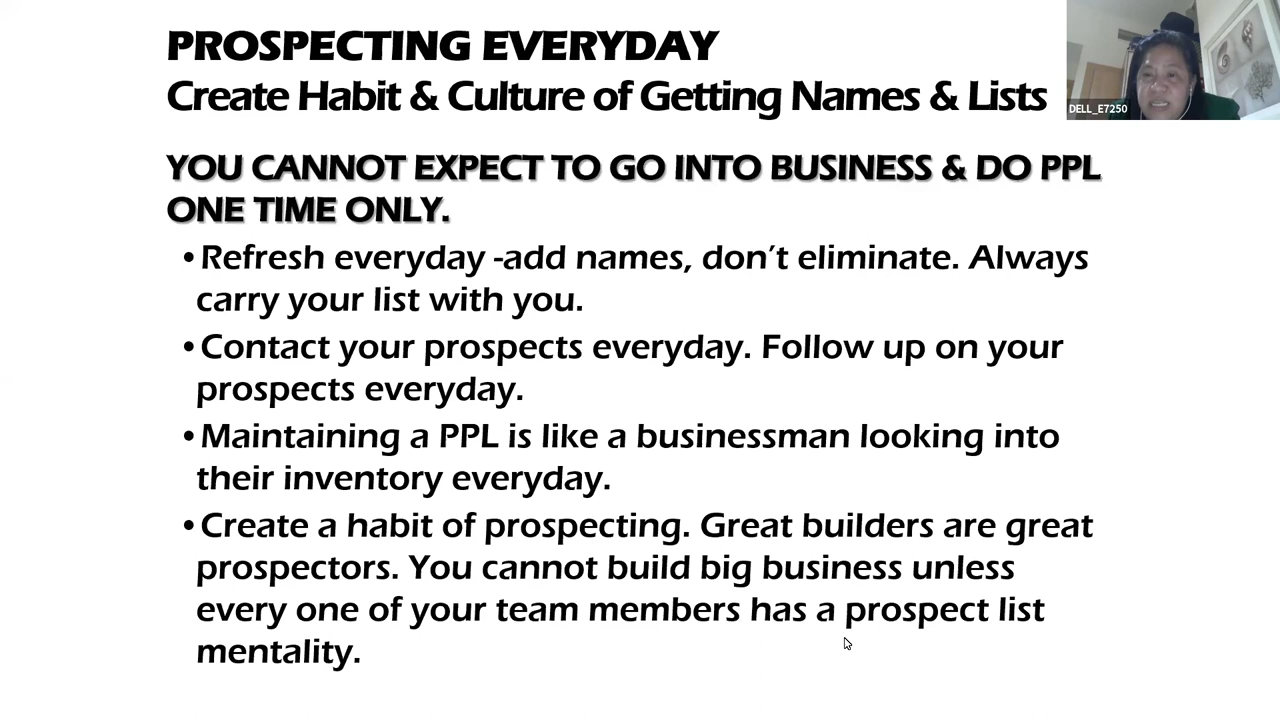 PROSPECTING EVERYDAY
Create Habit & Culture of Getting Names & Lists
DELL_E7250
YOU CANNOT EXPECT TO GO INTO BUSINESS & DO PPL
ONE TIME ONLY.
•Refresh everyday -add names, don’t eliminate. Always
carry your list with you.
•Contact your prospects everyday. Follow up on your
prospects everyday.
•Maintaining a PPL is like a businessman looking into
their inventory everyday.
•Create a habit of prospecting. Great builders are great
prospectors. You cannot build big business unless
every one of your team members has a prospect list
mentality.